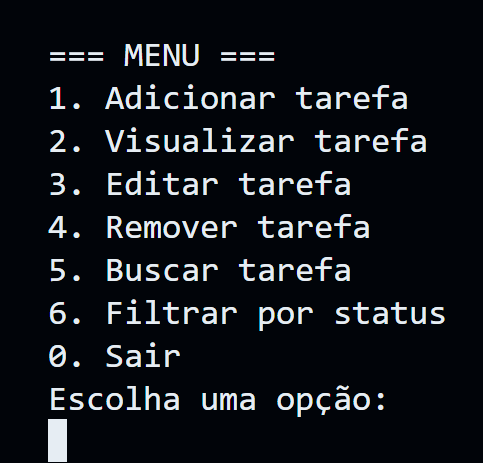 === MENU ===
1. Adicionar tarefa
2. Visualizar tarefa
3. Editar tarefa
4. Remover tarefa
5. Buscar tarefa
6. Filtrar por status
0. Sair
Escolha uma opção: